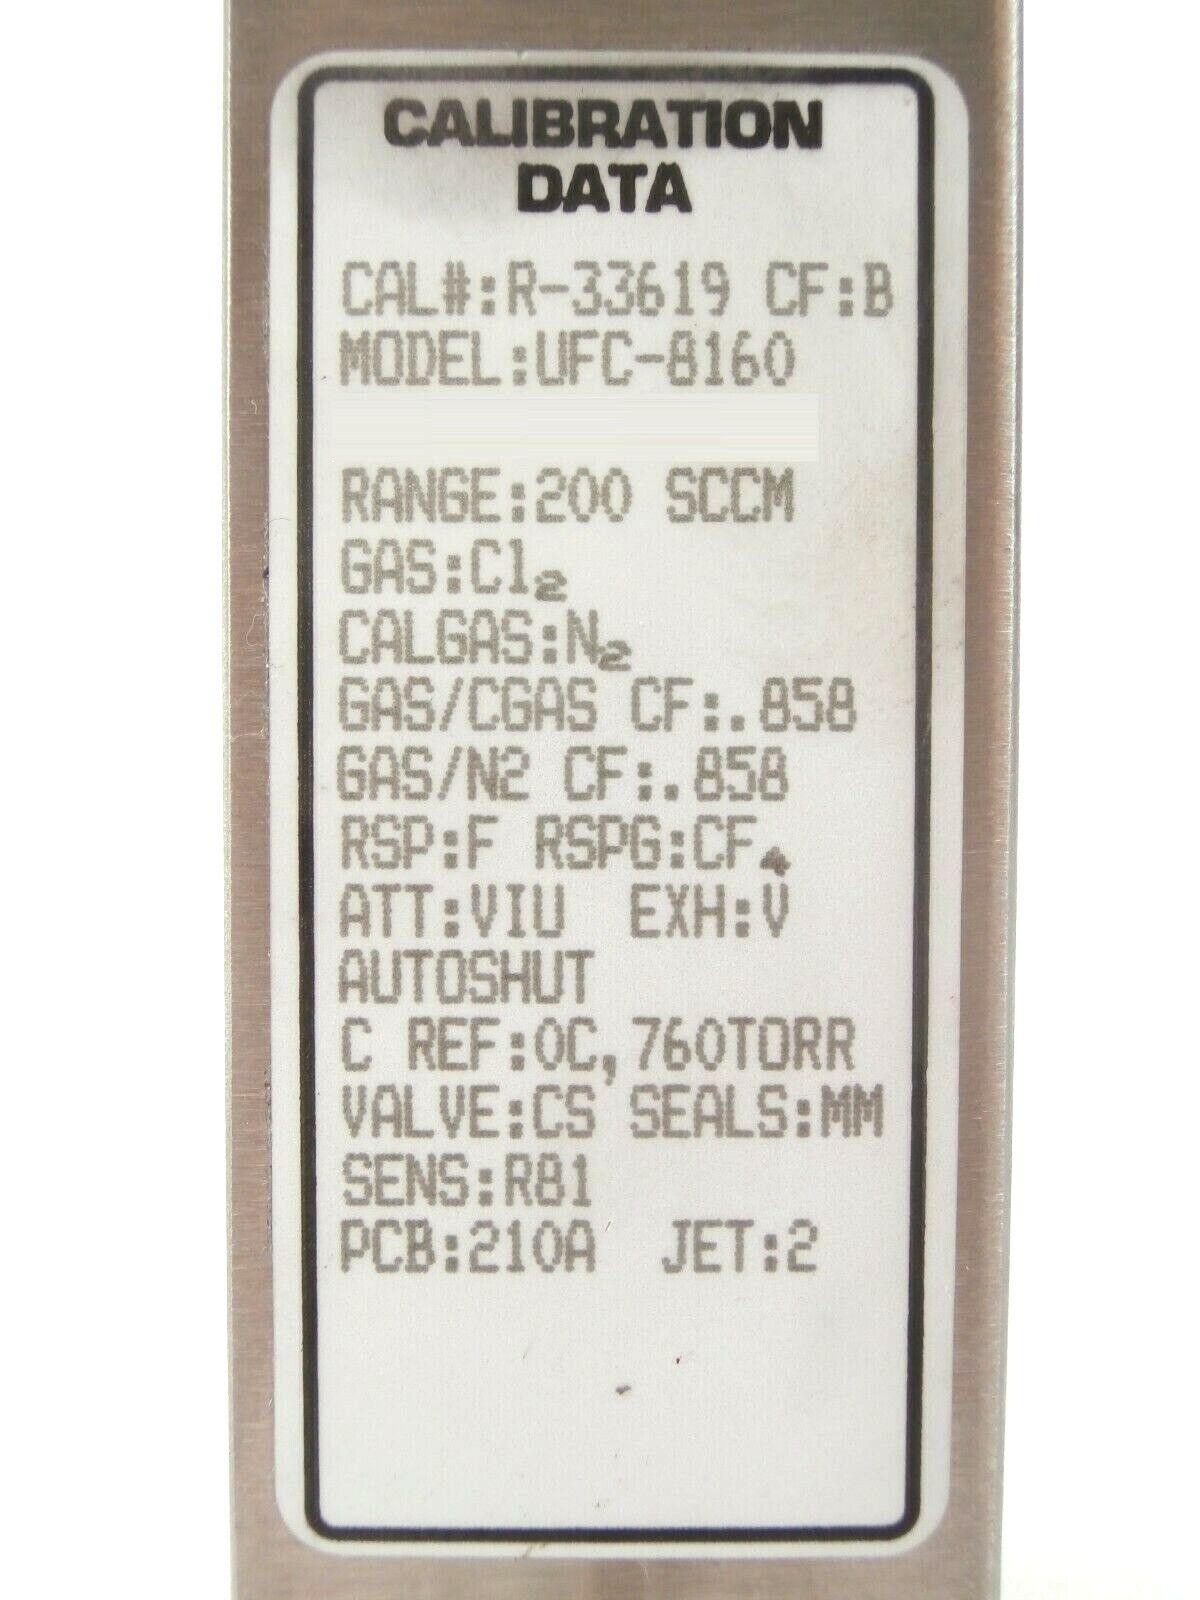 CALIBRATION
DATA
CAL#:R-33619 CF:B
MODEL:UFC-8160
RANGE:200 SCCM
GAS:Cl₂
CALGAS:N₂
GAS/CGAS CF:.858
GAS/N2 CF:.858
RSP:F RSPG:CF₄
ATT:VIU EXH:V
AUTOSHUT
C REF:0C,760TORR
VALVE:CS SEALS:MM
SENS:R81
PCB:210A JET:2